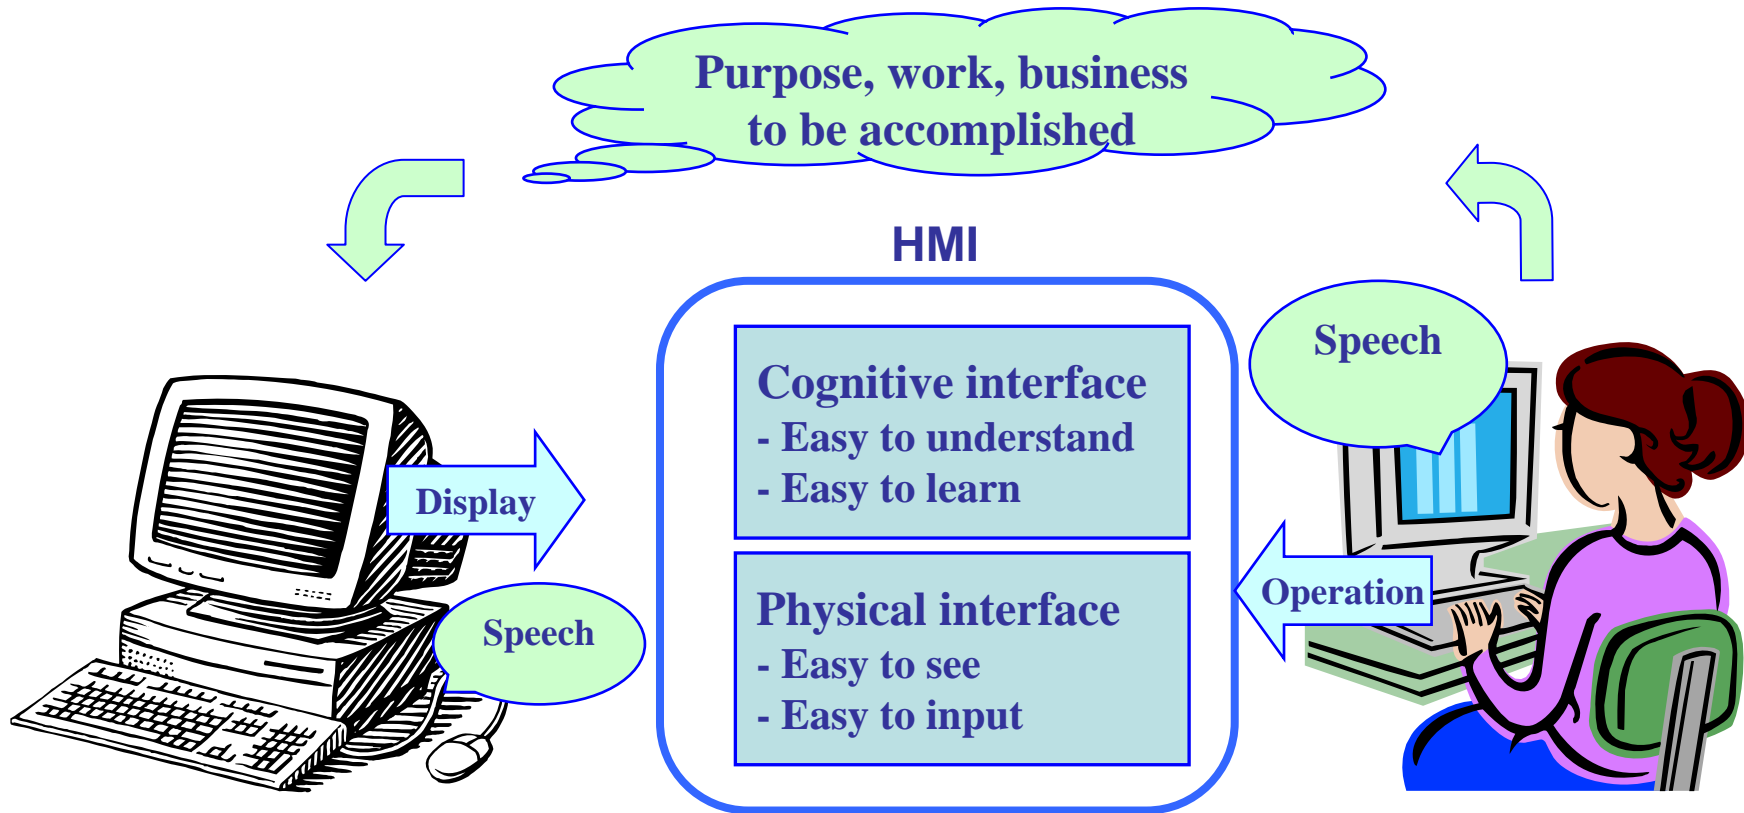 Purpose, work, business
to be accomplished
HMI
Speech
Cognitive interface
- Easy to understand
- Easy to learn
Display
Operation
Speech
Physical interface
- Easy to see
- Easy to input